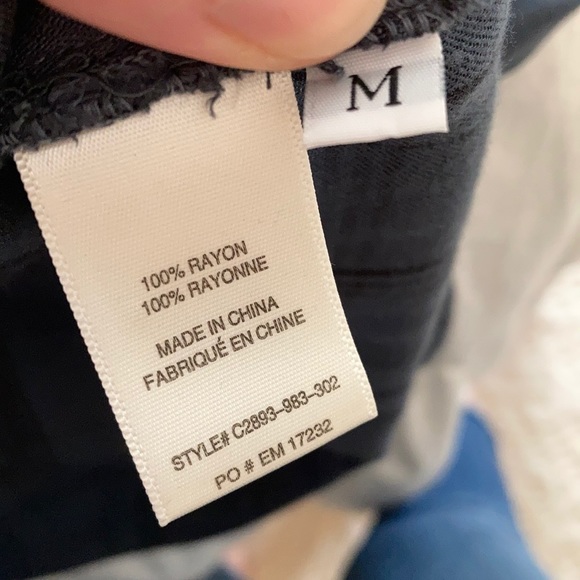 M
100% RAYON
100% RAYONNE
MADE IN CHINA
FABRIQUÉ EN CHINE
STYLE# C2893-983-302
PO # EM 17232